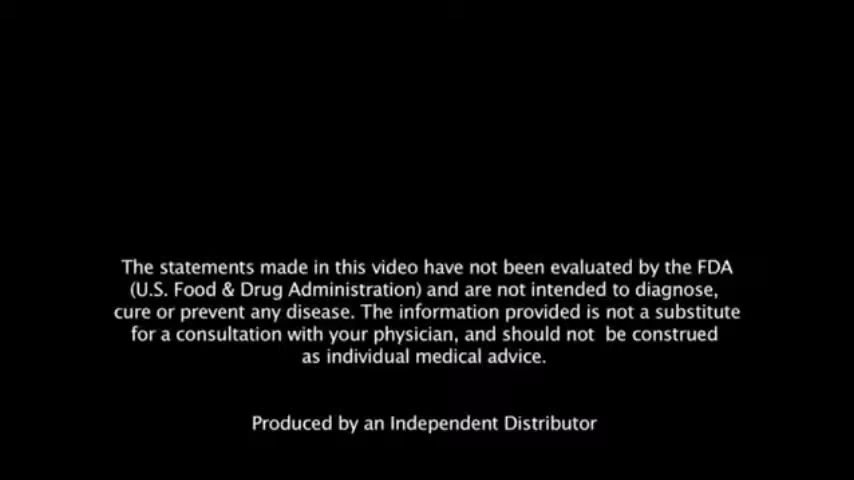 The statements made in this video have not been evaluated by the FDA
(U.S. Food & Drug Administration) and are not intended to diagnose,
cure or prevent any disease. The information provided is not a substitute
for a consultation with your physician, and should not  be construed
as individual medical advice.
Produced by an Independent Distributor